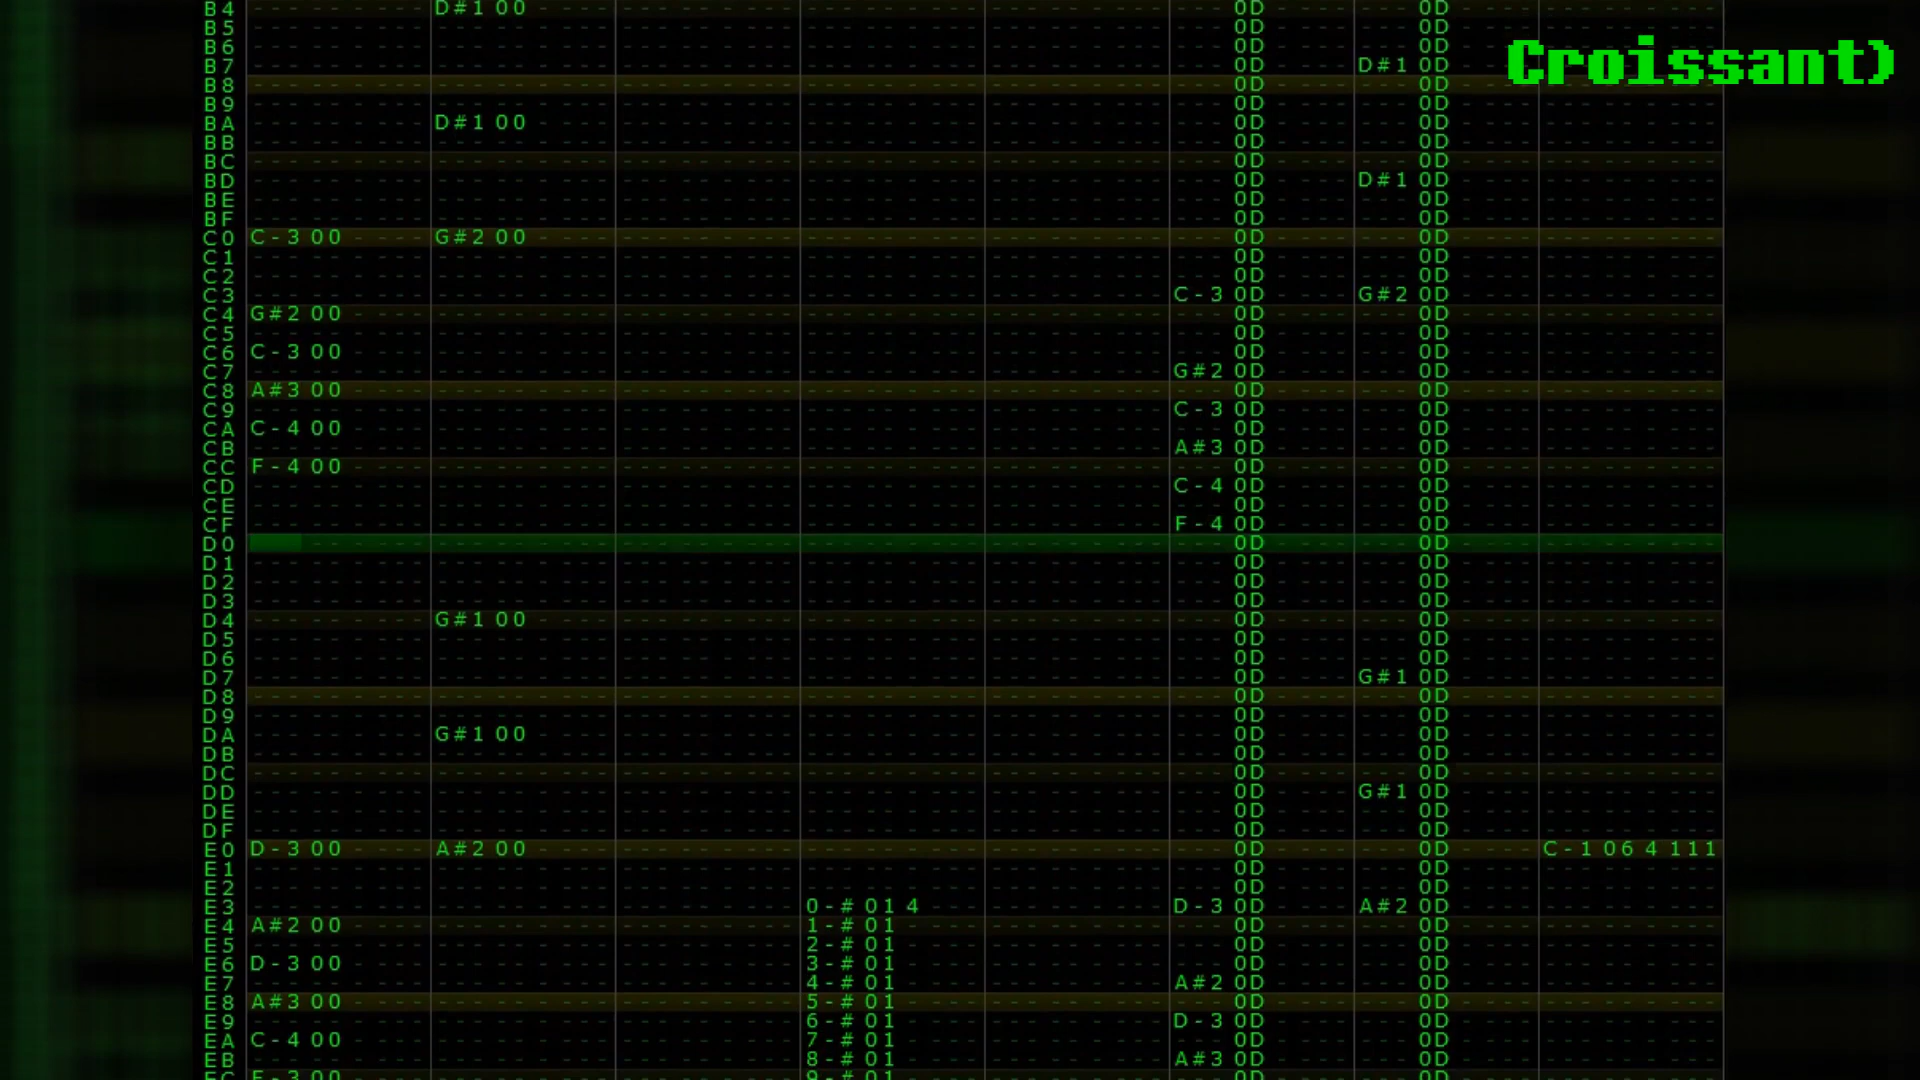 B4 D#1 00 0D 0D
B5 0D 0D
B6 0D 0D
Croissant)
B7 0D D#1 0D
B8 0D 0D
B9 0D 0D
BA D#1 00 0D 0D
BB 0D 0D
BC 0D 0D
BD 0D D#1 0D
BE 0D 0D
BF 0D 0D
C0 C-3 00 G#2 00 0D 0D
C1 0D 0D
C2 0D 0D
C3 C-3 0D G#2 0D
C4 G#2 00 0D 0D
C5 0D 0D
C6 C-3 00 0D 0D
C7 G#2 0D 0D
C8 A#3 00 0D 0D
C9 C-3 0D 0D
CA C-4 00 0D 0D
CB A#3 0D 0D
CC F-4 00 0D 0D
CD C-4 0D 0D
CE 0D 0D
CF F-4 0D 0D
D0 0D 0D
D1 0D 0D
D2 0D 0D
D3 0D 0D
D4 G#1 00 0D 0D
D5 0D 0D
D6 0D 0D
D7 0D G#1 0D
D8 0D 0D
D9 0D 0D
DA G#1 00 0D 0D
DB 0D 0D
DC 0D 0D
DD 0D G#1 0D
DE 0D 0D
DF 0D 0D
E0 D-3 00 A#2 00 0D 0D C-1 06 4 111
E1 0D 0D
E2 0D 0D
E3 0-# 01 4 D-3 0D A#2 0D
E4 A#2 00 1-# 01 0D 0D
E5 2-# 01 0D 0D
E6 D-3 00 3-# 01 0D 0D
E7 4-# 01 A#2 0D 0D
E8 A#3 00 5-# 01 0D 0D
E9 6-# 01 D-3 0D 0D
EA C-4 00 7-# 01 0D 0D
EB 8-# 01 A#3 0D 0D